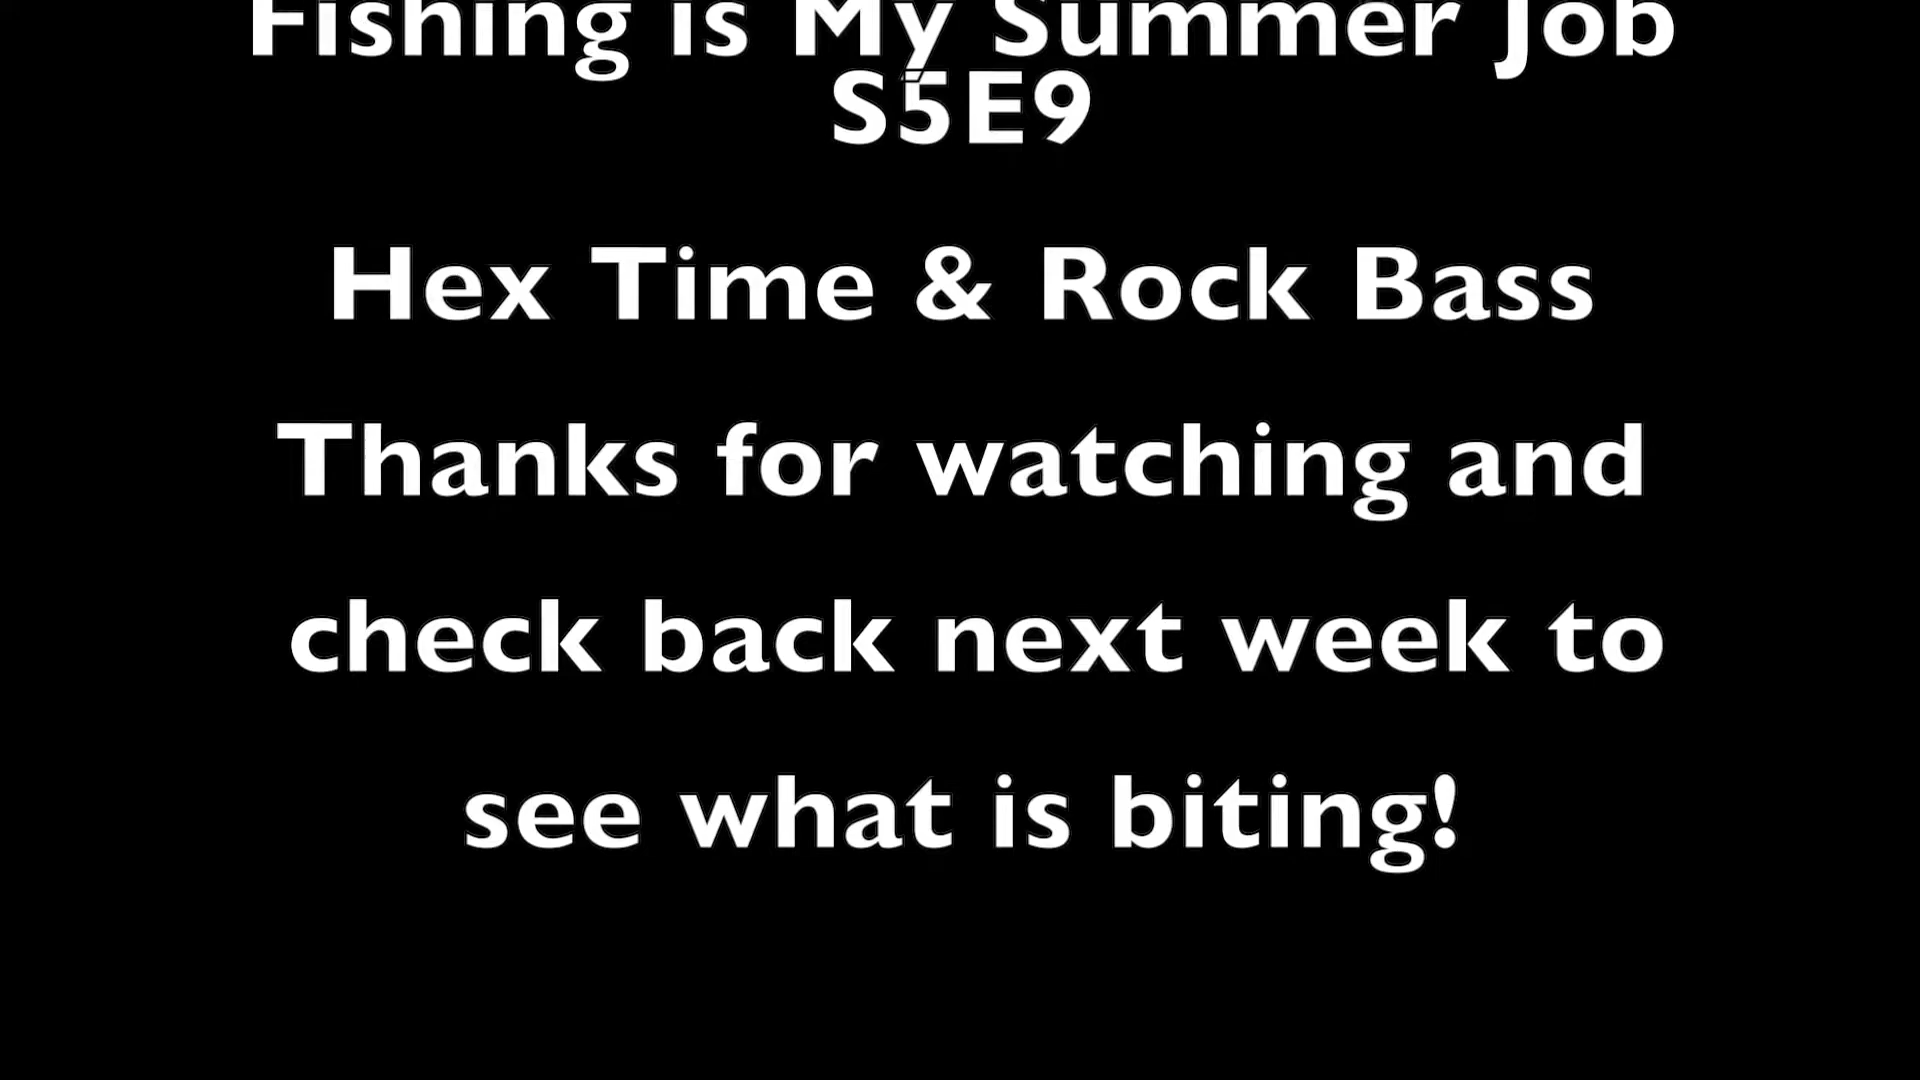 Fishing is My Summer Job
S5E9
Hex Time & Rock Bass
Thanks for watching and
check back next week to
see what is biting!